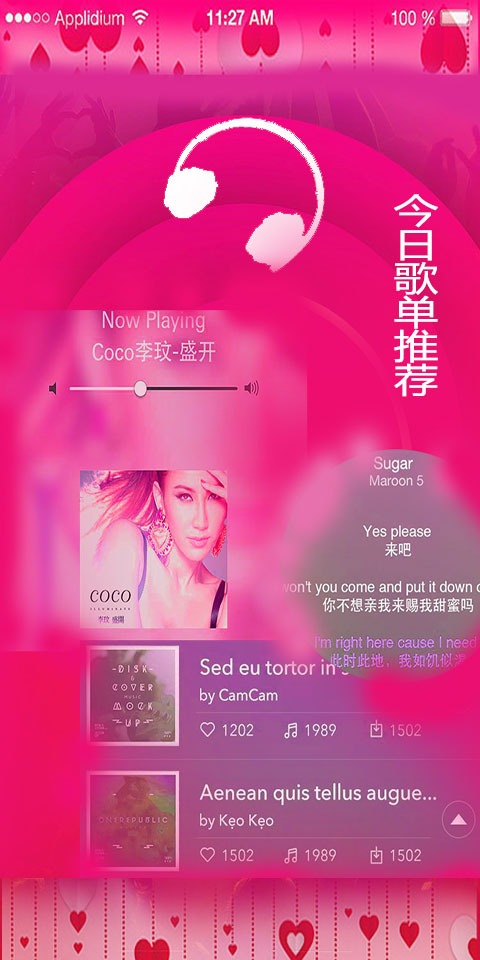 Applidium 11:27 AM 100 %
今日歌单推荐
Now Playing
Coco李玟-盛开
COCO
ILLUMINATE
李玟 盛開
Sugar
Maroon 5
Yes please
来吧
won't you come and put it down
你不想亲我来赐我甜蜜吗
I'm right here cause I need
此时此地，我如饥似渴
-DISK-
&
COVER
MUSIC
MOCK
UP
Sed eu tortor in s
by CamCam
1202 1989 1502
ONEREPUBLIC
Aenean quis tellus augue...
by Kẹo Kẹo
1502 1989 1502